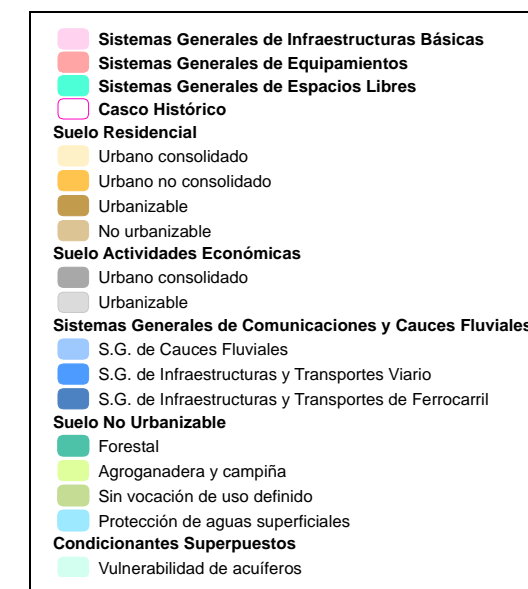 Sistemas Generales de Infraestructuras Básicas
Sistemas Generales de Equipamientos
Sistemas Generales de Espacios Libres
Casco Histórico
Suelo Residencial
Urbano consolidado
Urbano no consolidado
Urbanizable
No urbanizable
Suelo Actividades Económicas
Urbano consolidado
Urbanizable
Sistemas Generales de Comunicaciones y Cauces Fluviales
S.G. de Cauces Fluviales
S.G. de Infraestructuras y Transportes Viario
S.G. de Infraestructuras y Transportes de Ferrocarril
Suelo No Urbanizable
Forestal
Agroganadera y campiña
Sin vocación de uso definido
Protección de aguas superficiales
Condicionantes Superpuestos
Vulnerabilidad de acuíferos